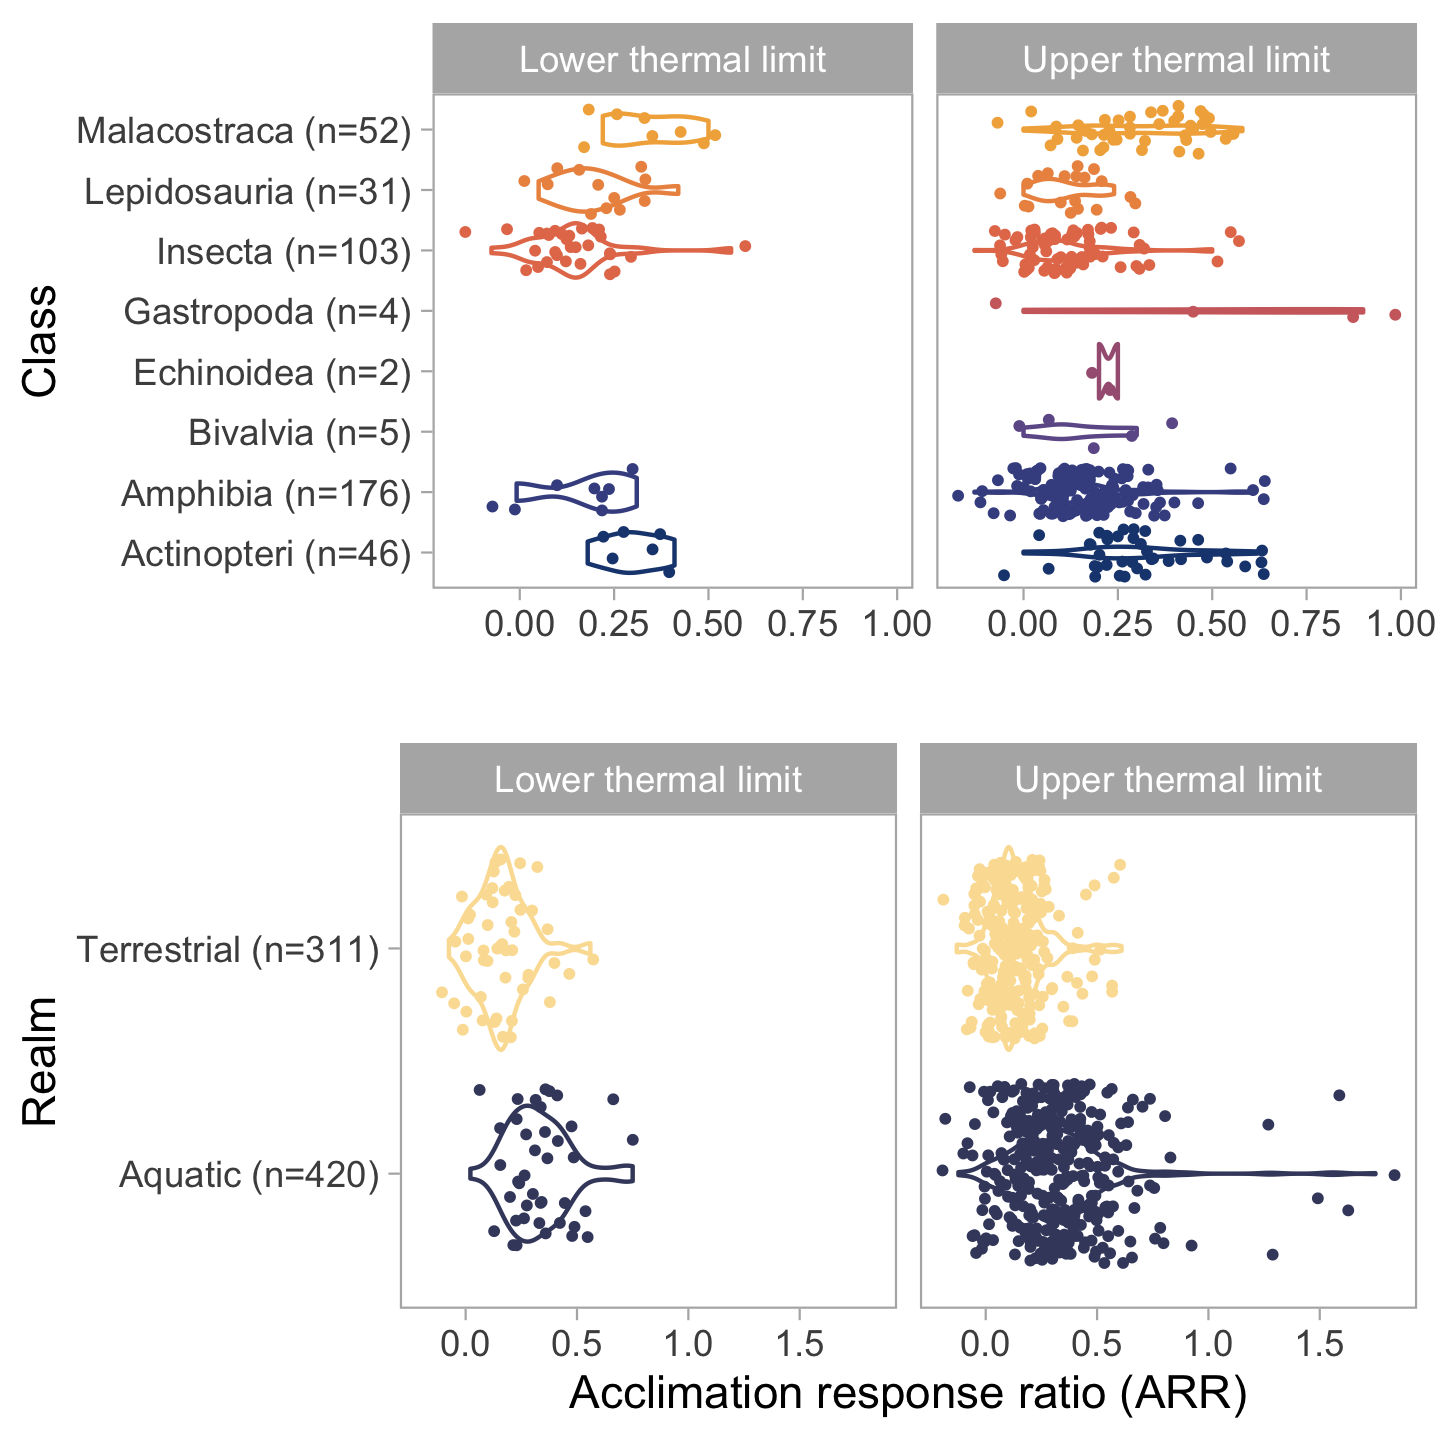 Lower thermal limit
Upper thermal limit
Class
Malacostraca (n=52)
Lepidosauria (n=31)
Insecta (n=103)
Gastropoda (n=4)
Echinoidea (n=2)
Bivalvia (n=5)
Amphibia (n=176)
Actinopteri (n=46)
0.00 0.25 0.50 0.75 1.00
0.00 0.25 0.50 0.75 1.00
Lower thermal limit
Upper thermal limit
Realm
Terrestrial (n=311)
Aquatic (n=420)
0.0 0.5 1.0 1.5
0.0 0.5 1.0 1.5
Acclimation response ratio (ARR)